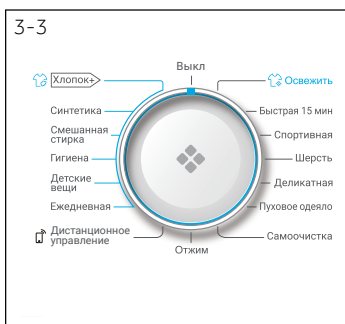 3-3
Выкл
Хлопок+
Освежить
Синтетика
Быстрая 15 мин
Смешанная
стирка
Спортивная
Гигиена
Шерсть
Детские
вещи
Деликатная
Ежедневная
Пуховое одеяло
Дистанционное
управление
Самоочистка
Отжим